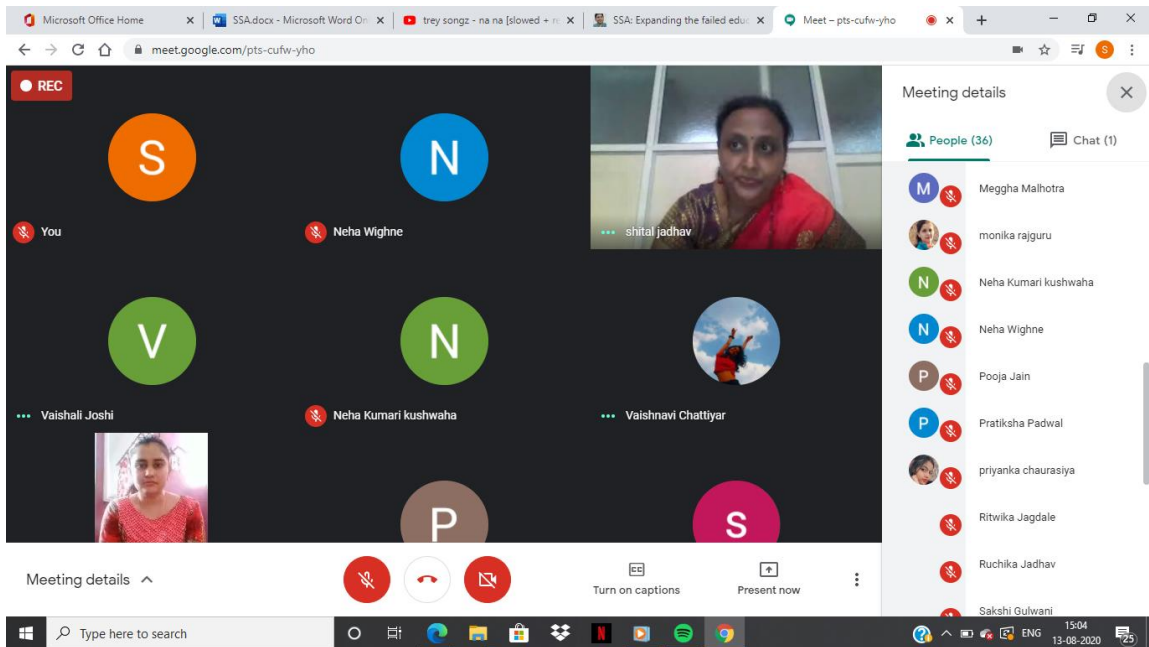 Microsoft Office Home
SSA.docx - Microsoft Word On
trey songz - na na [slowed + r
SSA: Expanding the failed educ
Meet – pts-cufw-yho
meet.google.com/pts-cufw-yho
S
REC
S
You
N
Neha Wighne
shital jadhav
V
Vaishali Joshi
N
Neha Kumari kushwaha
Vaishnavi Chattiyar
P
S
Meeting details
People (36)
Chat (1)
M
Meggha Malhotra
monika rajguru
N
Neha Kumari kushwaha
N
Neha Wighne
P
Pooja Jain
P
Pratiksha Padwal
priyanka chaurasiya
Ritwika Jagdale
Ruchika Jadhav
Sakshi Gulwani
Meeting details
CC
Turn on captions
Present now
Type here to search
N
ENG
15:04
13-08-2020
25